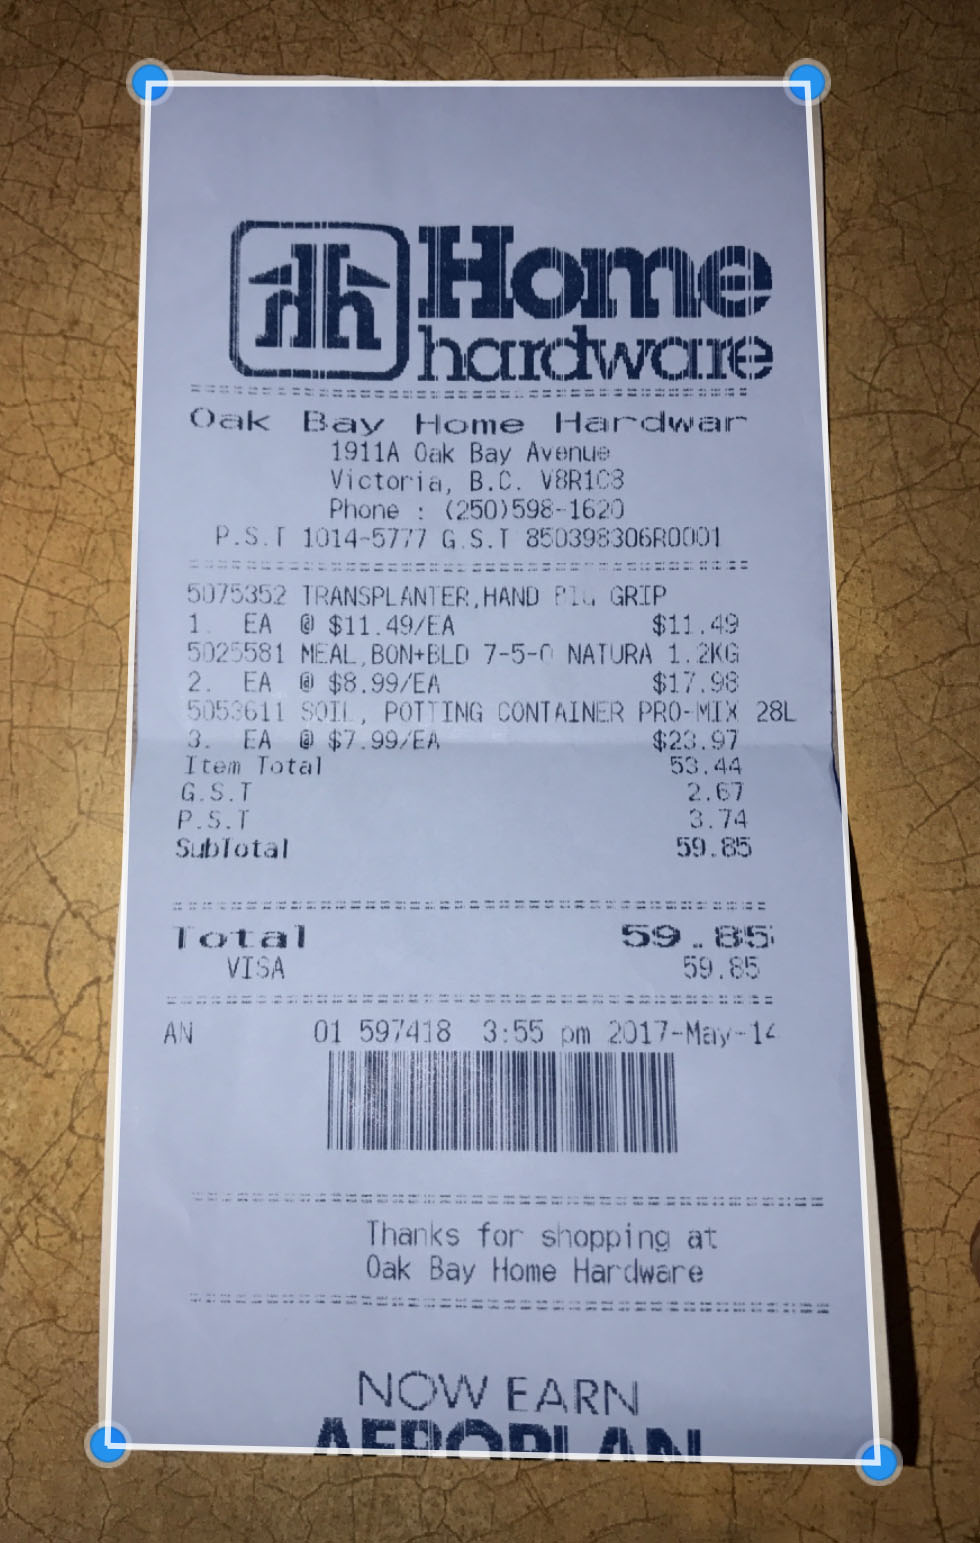 Home
hardware
Oak Bay Home Hardwar
1911A Oak Bay Avenue
Victoria, B.C. V8R1C8
Phone : (250)598-1620
P.S.T 1014-5777 G.S.T 850398306R0001
5075352 TRANSPLANTER,HAND BIG GRIP
1. EA @ $11.49/EA $11.49
5025581 MEAL,BON+BLD 7-5-0 NATURA 1.2KG
2. EA @ $8.99/EA $17.98
5053611 SOIL, POTTING CONTAINER PRO-MIX 28L
3. EA @ $7.99/EA $23.97
Item Total 53.44
G.S.T 2.67
P.S.T 3.74
SubTotal 59.85
Total 59.85
VISA 59.85
AN 01 597418 3:55 pm 2017-May-14
Thanks for shopping at
Oak Bay Home Hardware
NOW EARN
AEROPLAN